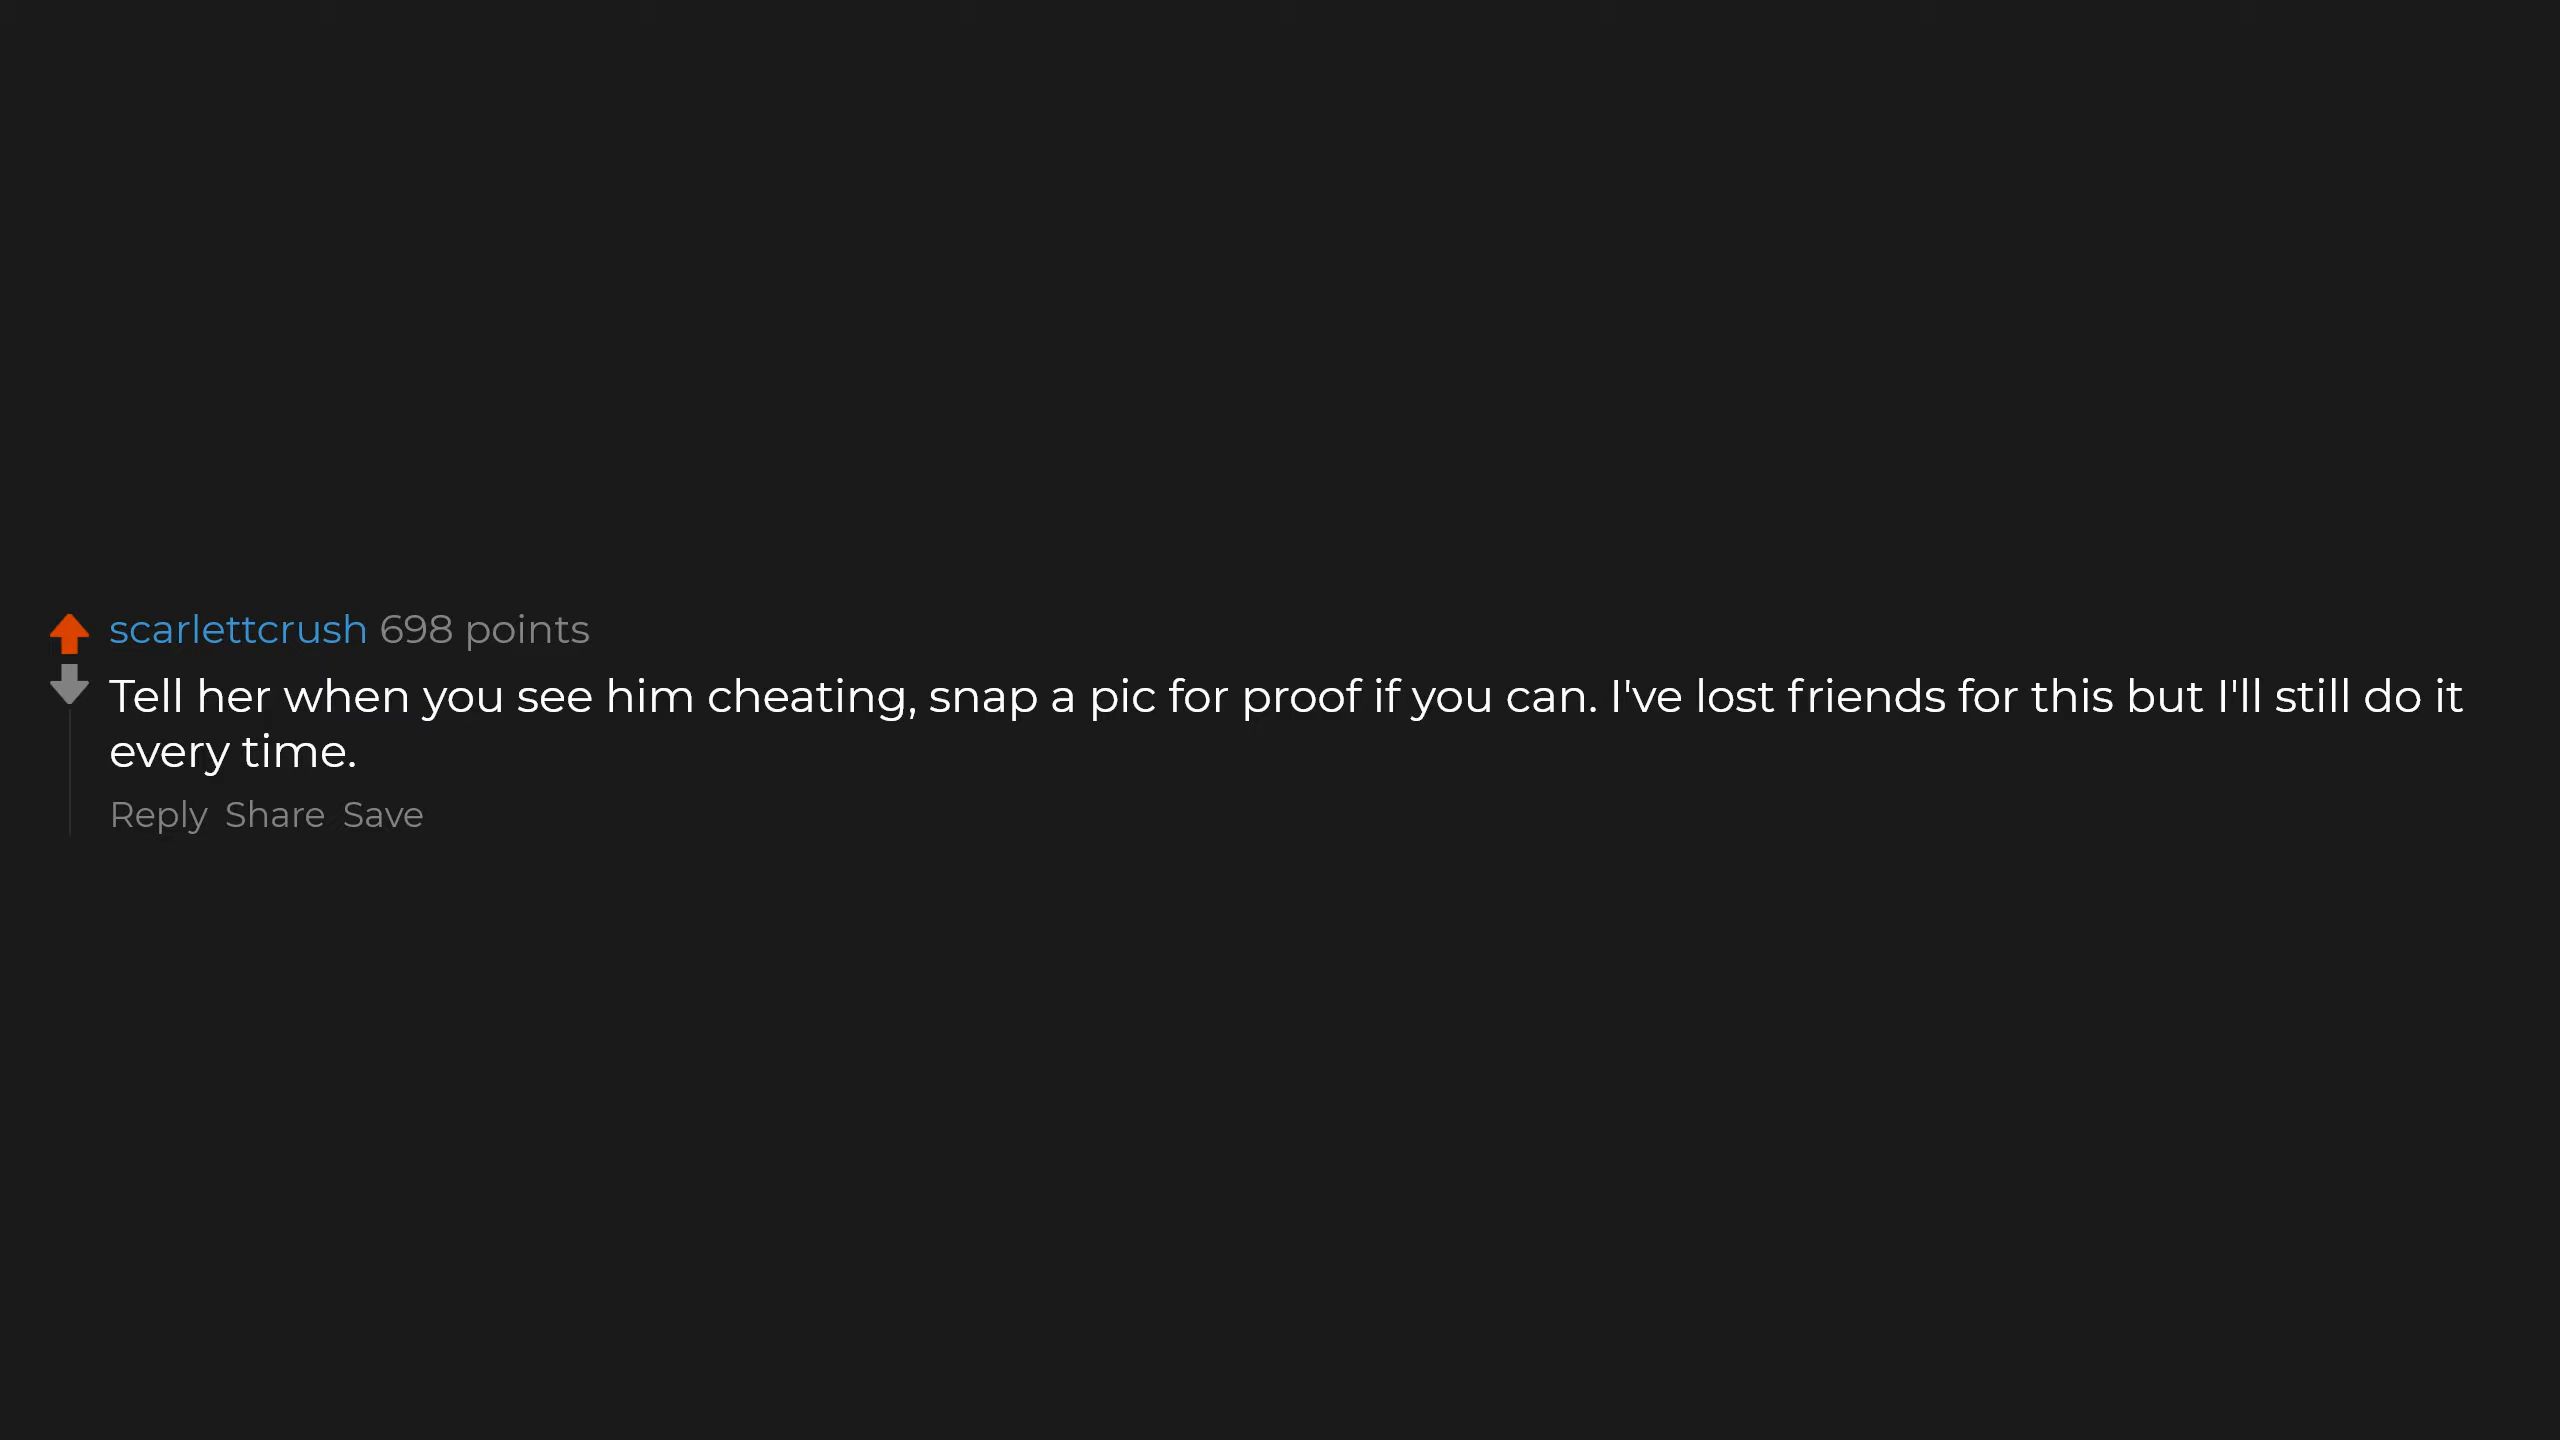 scarlettcrush 698 points
Tell her when you see him cheating, snap a pic for proof if you can. I've lost friends for this but I'll still do it
every time.
Reply Share Save